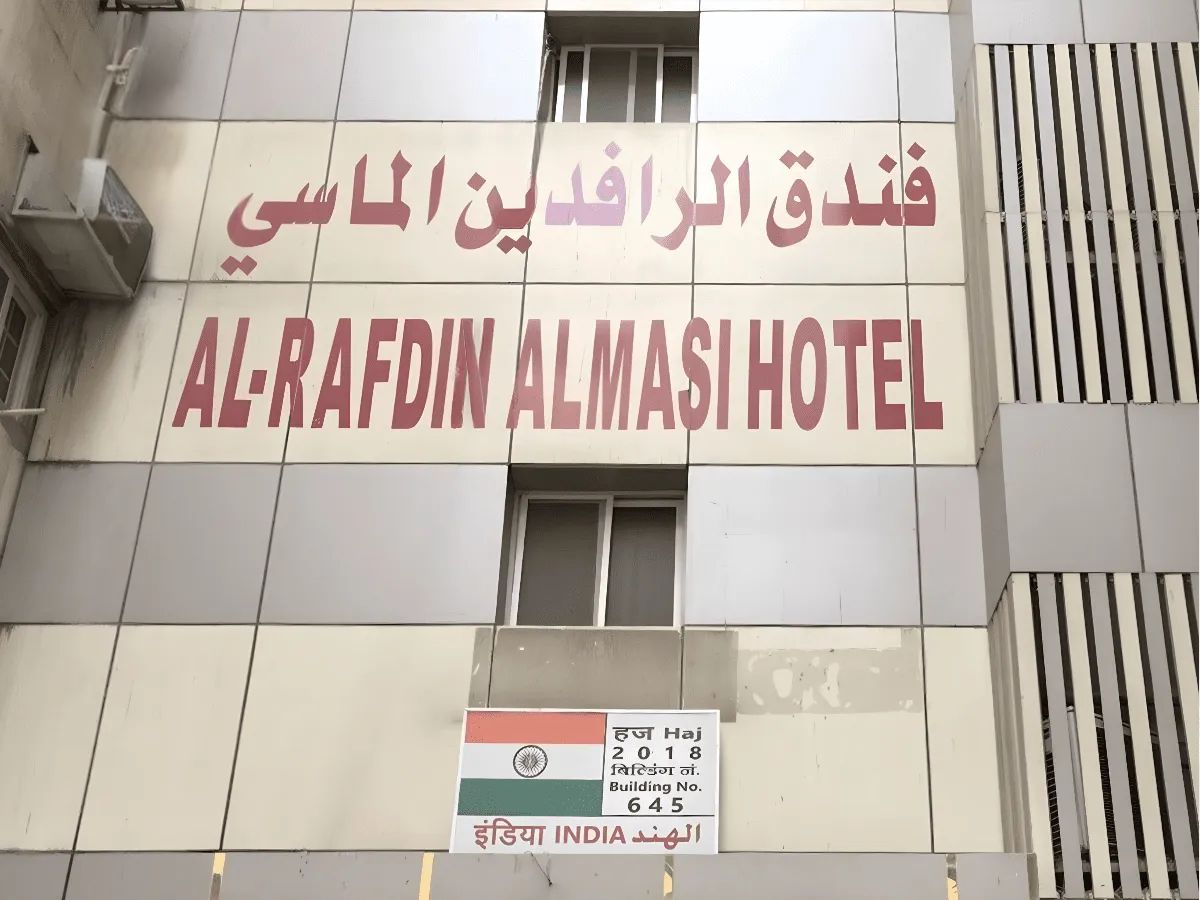 فندق الرافدين الماسي
AL-RAFDIN ALMASI HOTEL
हज Haj
2018
बिल्डिंग नं.
Building No.
645
इंडिया INDIA الهند